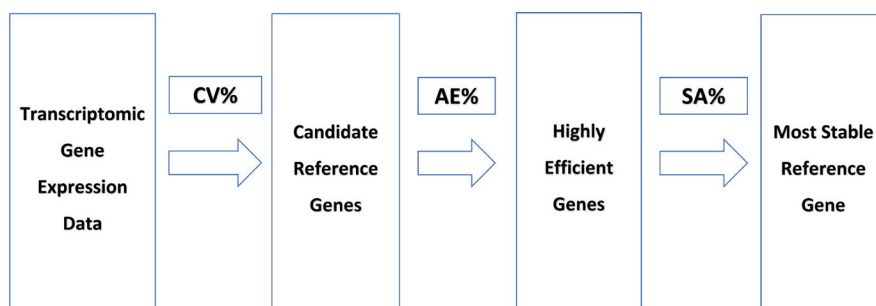 Transcriptomic
Gene
Expression
Data
CV%
Candidate
Reference
Genes
AE%
Highly
Efficient
Genes
SA%
Most Stable
Reference
Gene